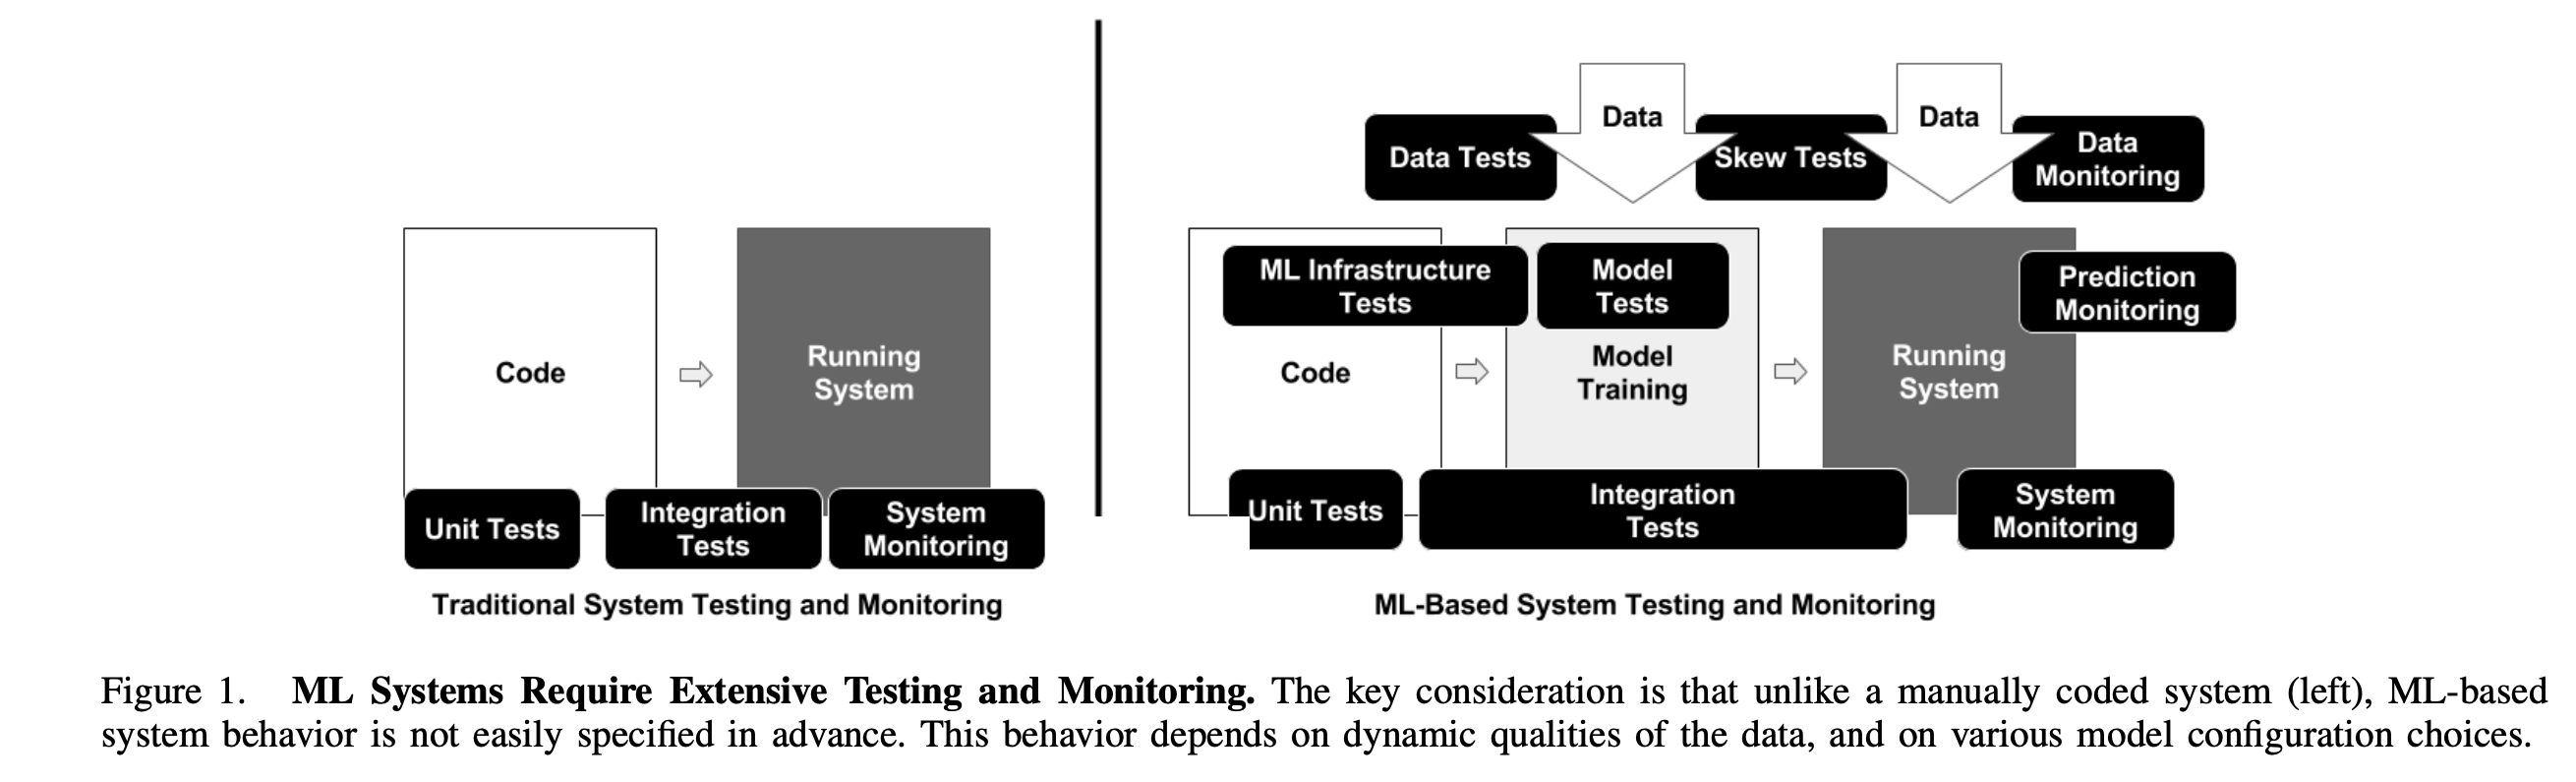 Code
Running
System
Unit Tests
Integration
Tests
System
Monitoring
Traditional System Testing and Monitoring
Data
Data
Data Tests
Skew Tests
Data
Monitoring
ML Infrastructure
Tests
Model
Tests
Prediction
Monitoring
Code
Model
Training
Running
System
Unit Tests
Integration
Tests
System
Monitoring
ML-Based System Testing and Monitoring
Figure 1. ML Systems Require Extensive Testing and Monitoring. The key consideration is that unlike a manually coded system (left), ML-based
system behavior is not easily specified in advance. This behavior depends on dynamic qualities of the data, and on various model configuration choices.